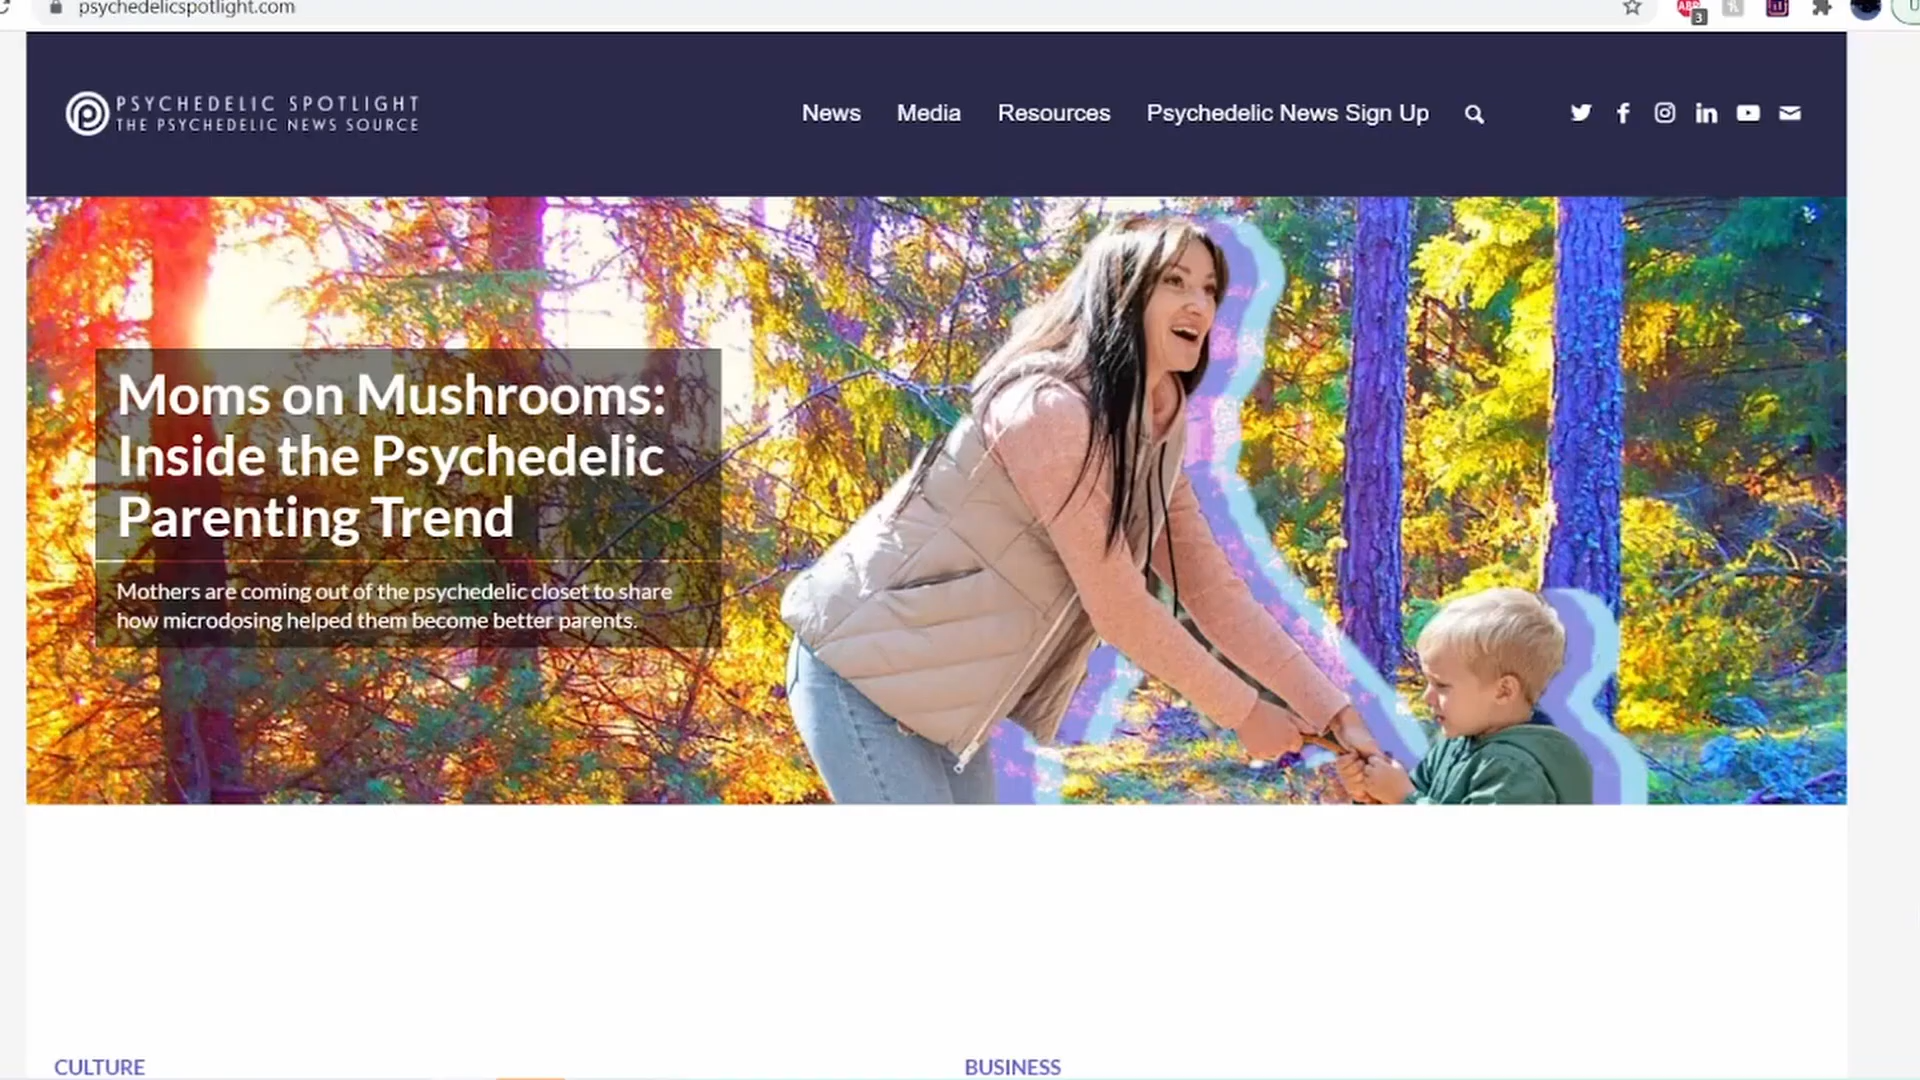 psychedelicspotlight.com
ABP
3
PSYCHEDELIC SPOTLIGHT
THE PSYCHEDELIC NEWS SOURCE
News
Media
Resources
Psychedelic News Sign Up
Moms on Mushrooms:
Inside the Psychedelic
Parenting Trend
Mothers are coming out of the psychedelic closet to share
how microdosing helped them become better parents.
CULTURE
BUSINESS